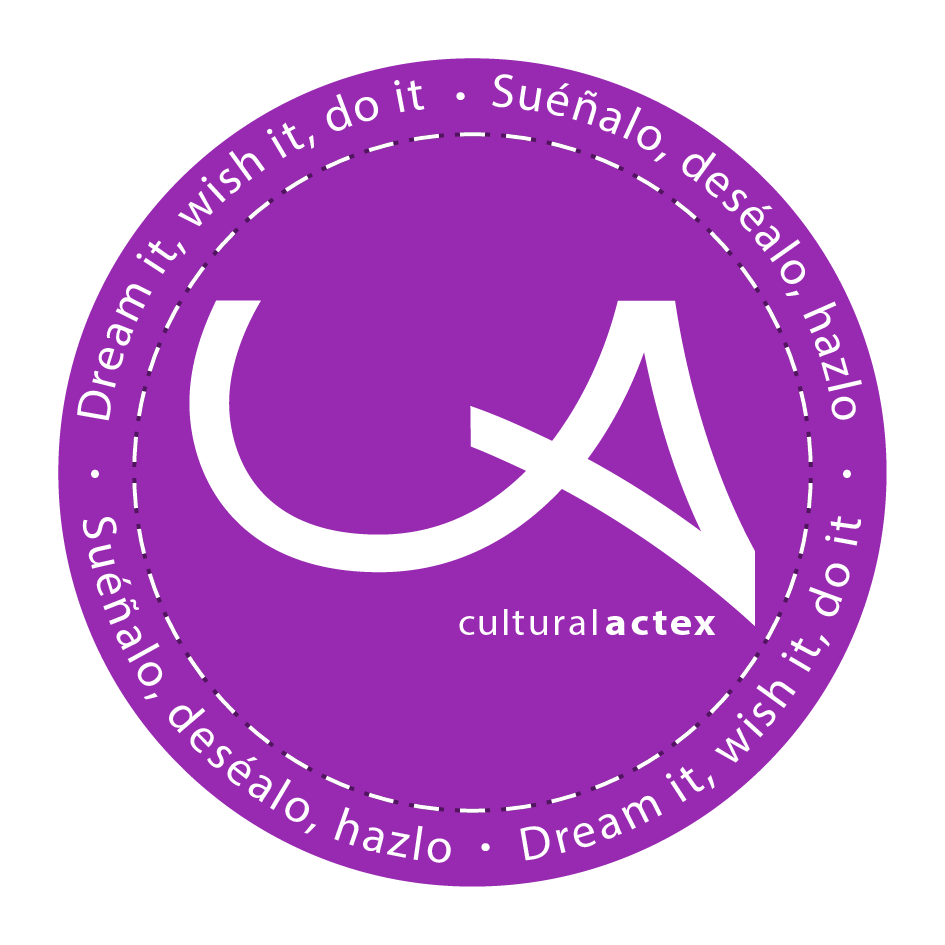 Dream it, wish it, do it • Suéñalo, deséalo, hazlo •
Suéñalo, deséalo, hazlo • Dream it, wish it, do it •
CA
culturalactex